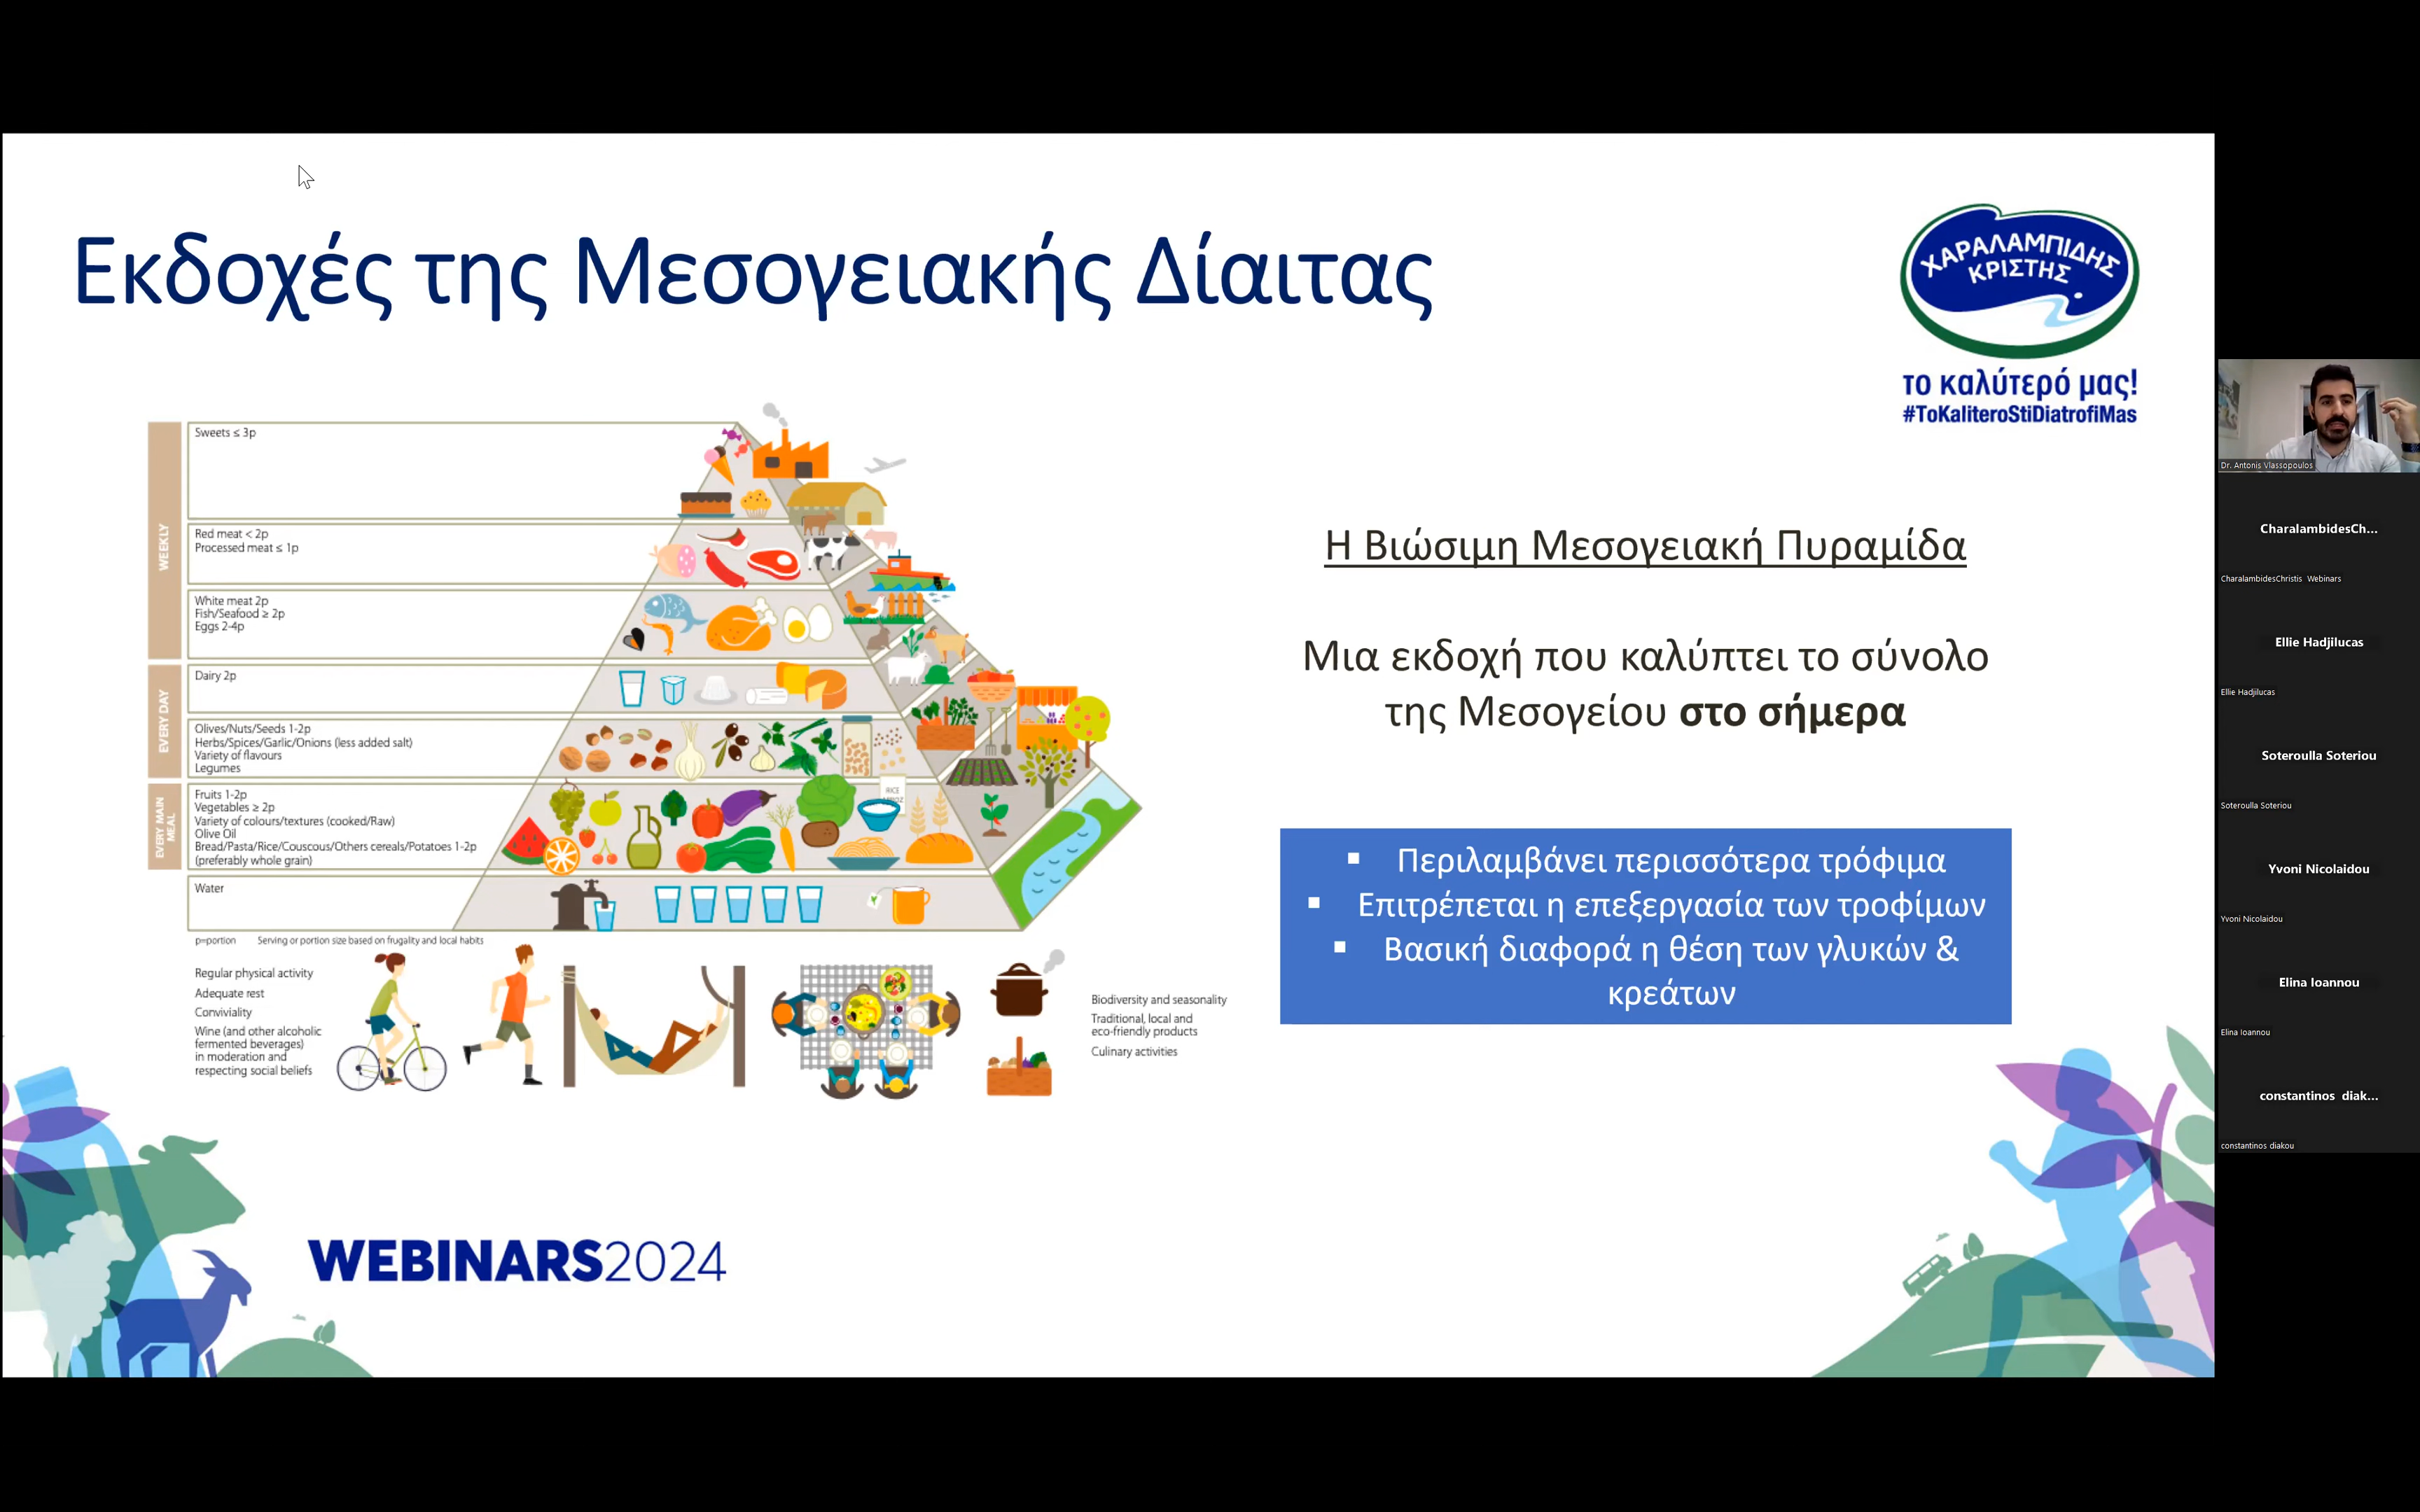 Εκδοχές της Μεσογειακής Δίαιτας
ΧΑΡΑΛΑΜΠΙΔΗΣ
ΚΡΙΣΤΗΣ
το καλύτερό μας!
#ToKaliteroStiDiatrofiMas
WEEKLY
Sweets ≤ 3p
Red meat < 2p
Processed meat ≤ 1p
White meat 2p
Fish/Seafood ≥ 2p
Eggs 2-4p
EVERY DAY
Dairy 2p
Olives/Nuts/Seeds 1-2p
Herbs/Spices/Garlic/Onions (less added salt)
Variety of flavours
Legumes
EVERY MAIN
MEAL
Fruits 1-2p
Vegetables ≥ 2p
Variety of colours/textures (cooked/Raw)
Olive Oil
Bread/Pasta/Rice/Couscous/Others cereals/Potatoes 1-2p
(preferably whole grain)
RICE
Water
p=portion Serving or portion size based on frugality and local habits
Regular physical activity
Adequate rest
Conviviality
Wine (and other alcoholic
fermented beverages)
in moderation and
respecting social beliefs
Biodiversity and seasonality
Traditional, local and
eco-friendly products
Culinary activities
Η Βιώσιμη Μεσογειακή Πυραμίδα
Μια εκδοχή που καλύπτει το σύνολο
της Μεσογείου στο σήμερα
▪ Περιλαμβάνει περισσότερα τρόφιμα
▪ Επιτρέπεται η επεξεργασία των τροφίμων
▪ Βασική διαφορά η θέση των γλυκών &
κρεάτων
WEBINARS2024
Dr. Antonis Vlassopoulos
CharalambidesCh...
CharalambidesChristis Webinars
Ellie Hadjilucas
Ellie Hadjilucas
Soteroulla Soteriou
Soteroulla Soteriou
Yvoni Nicolaidou
Yvoni Nicolaidou
Elina Ioannou
Elina Ioannou
constantinos diak...
constantinos diakou